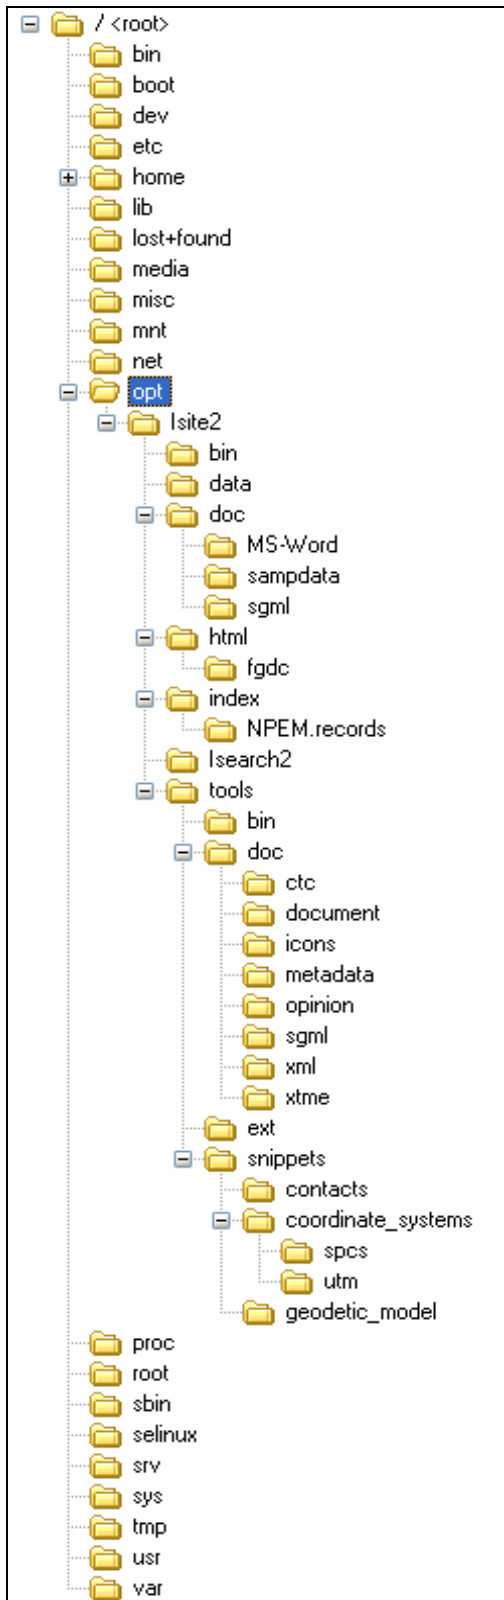 / <root>
bin
boot
dev
etc
home
lib
lost+found
media
misc
mnt
net
opt
Isite2
bin
data
doc
MS-Word
sampdata
sgml
html
fgdc
index
NPEM.records
Isearch2
tools
bin
doc
ctc
document
icons
metadata
opinion
sgml
xml
xtme
ext
snippets
contacts
coordinate_systems
spcs
utm
geodetic_model
proc
root
sbin
selinux
srv
sys
tmp
usr
var